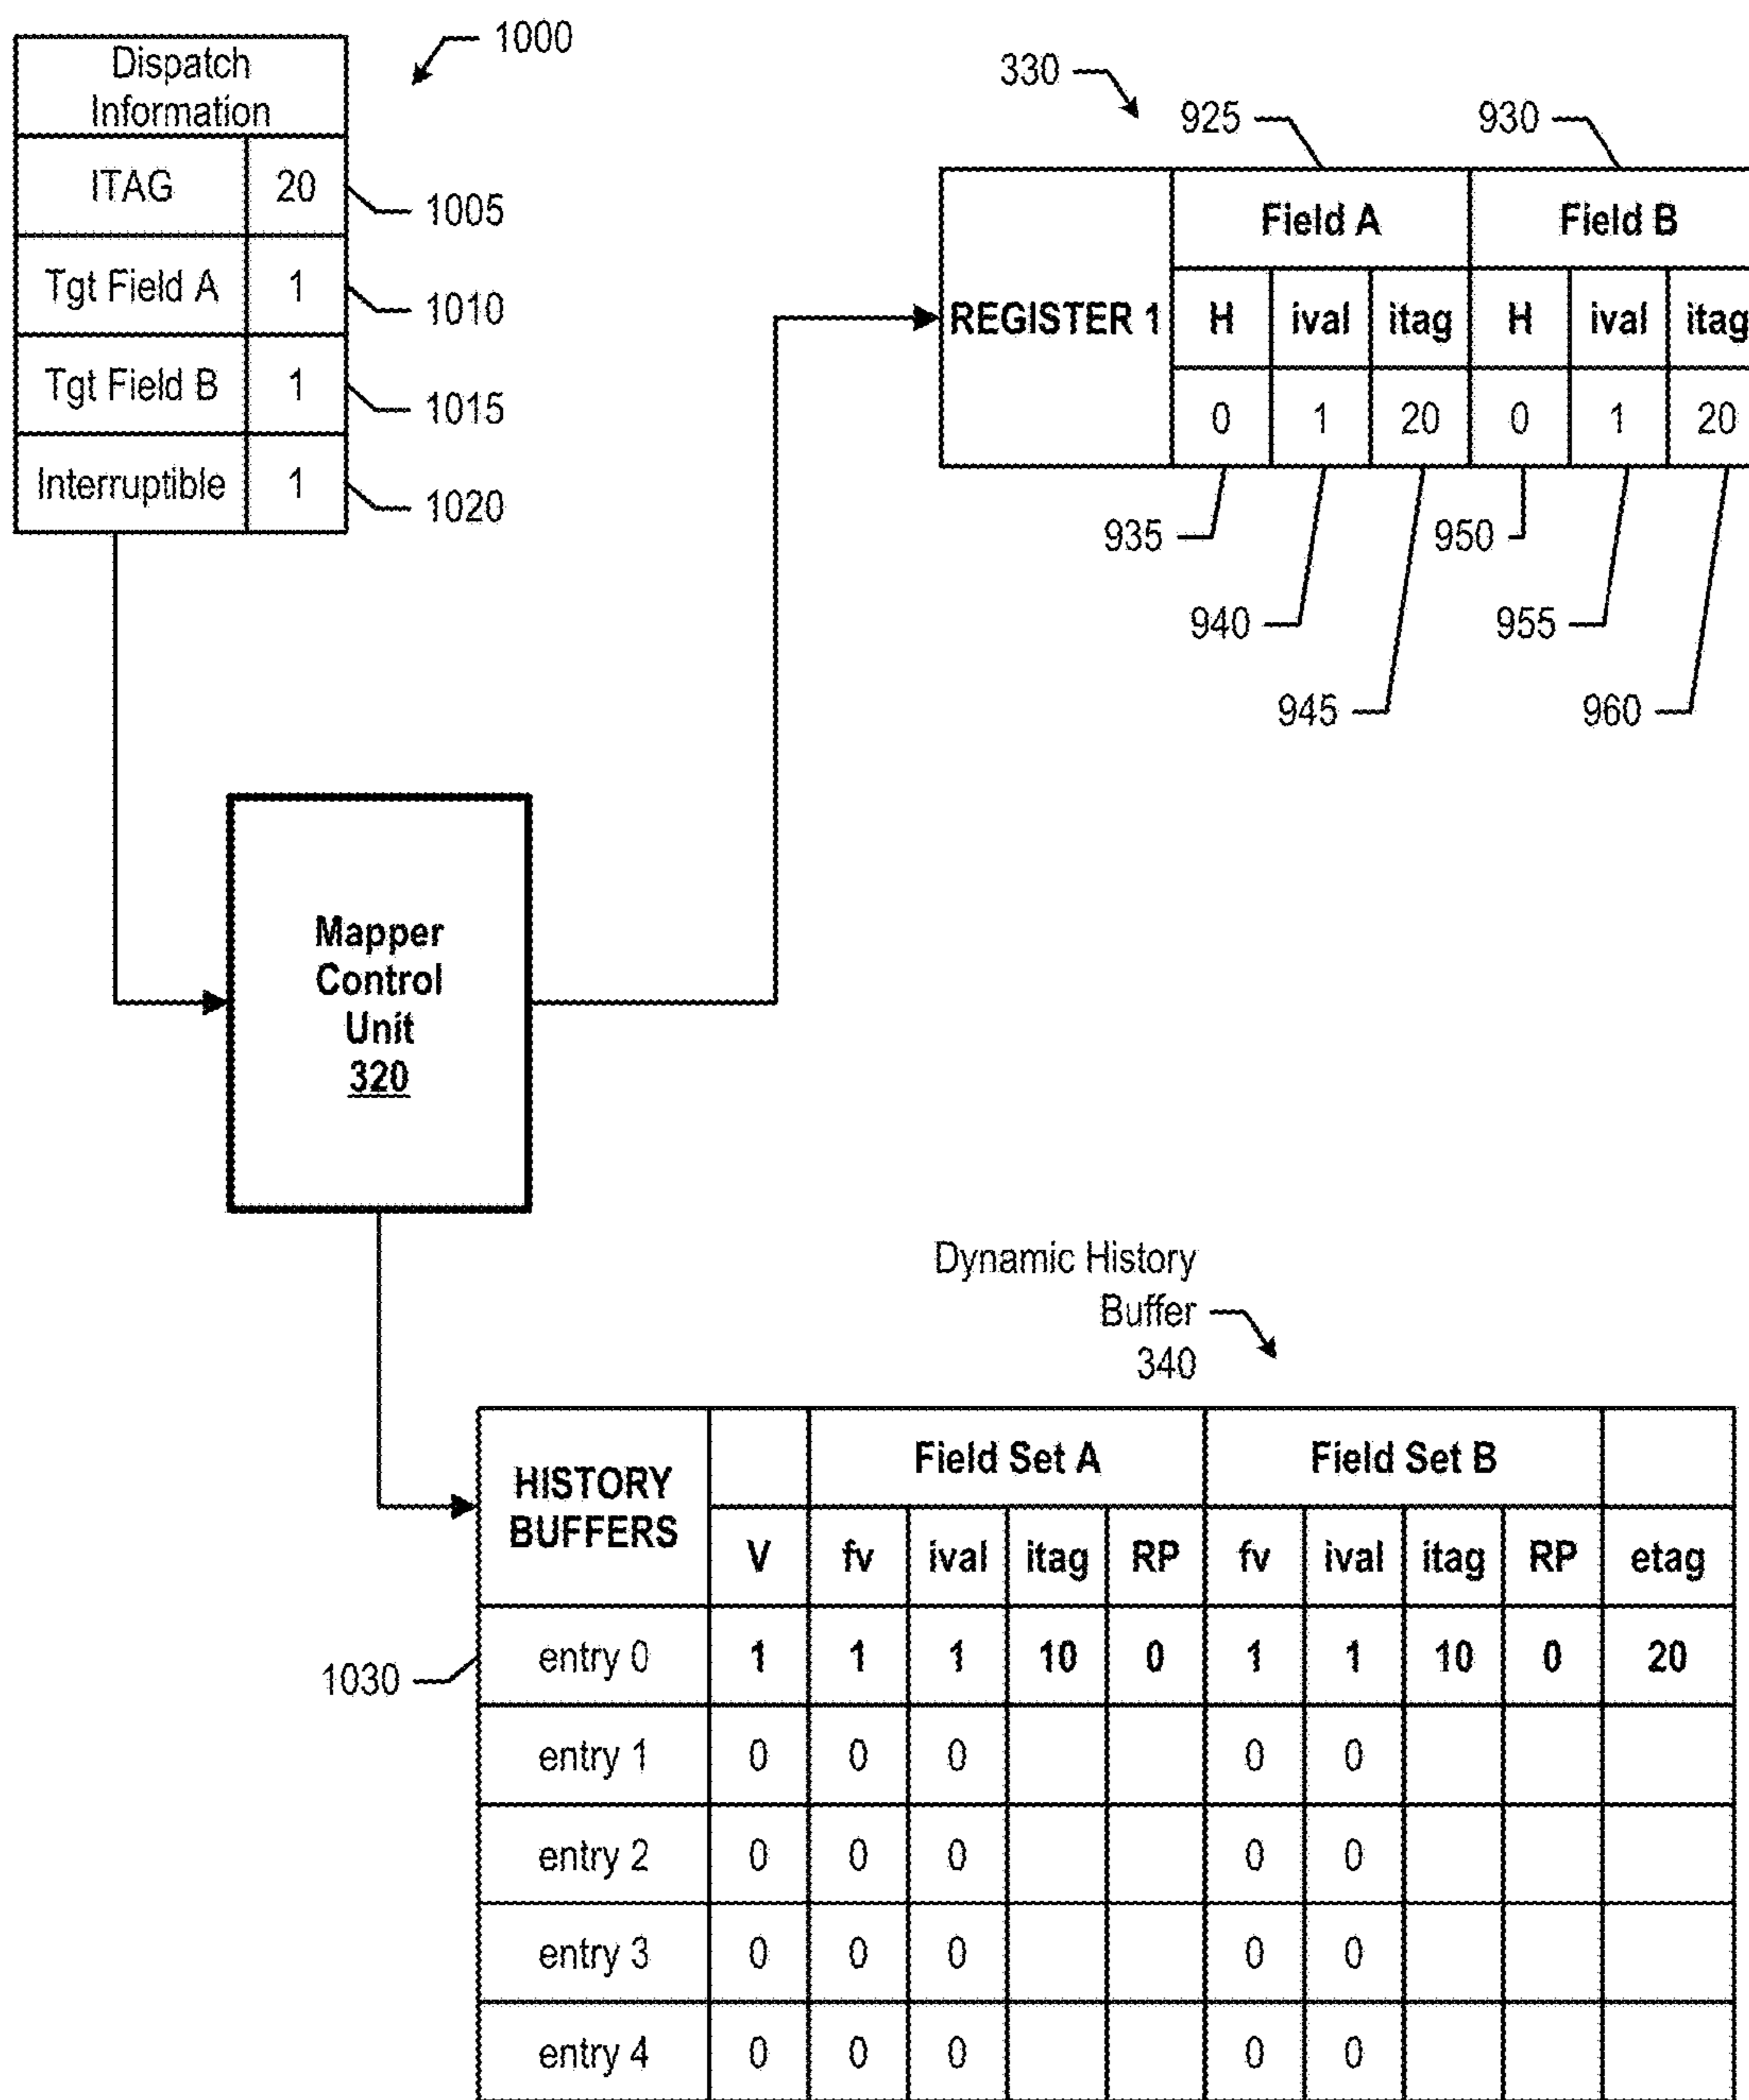 1000
Dispatch
Information
ITAG 20
1005
Tgt Field A 1
1010
Tgt Field B 1
1015
Interruptible 1
1020
330
925
930
Field A Field B
REGISTER 1 H ival itag H ival itag
0 1 20 0 1 20
935
950
940
955
945
960
Mapper
Control
Unit
320
Dynamic History
Buffer
340
HISTORY
BUFFERS
Field Set A Field Set B
V fv ival itag RP fv ival itag RP etag
1030
entry 0 1 1 1 10 0 1 1 10 0 20
entry 1 0 0 0 0 0
entry 2 0 0 0 0 0
entry 3 0 0 0 0 0
entry 4 0 0 0 0 0